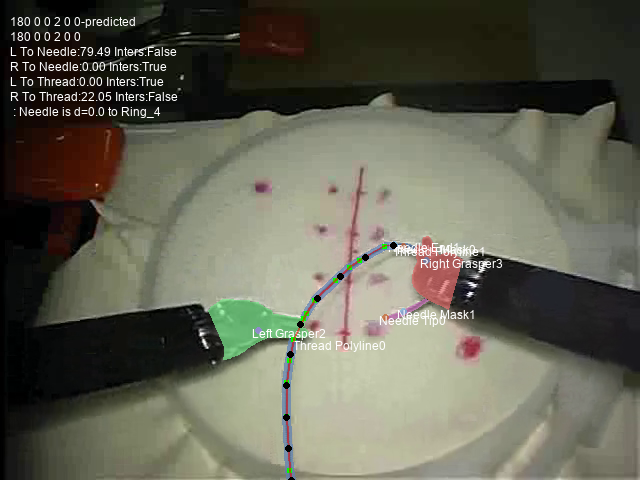 180 0 0 2 0 0-predicted
180 0 0 2 0 0
L To Needle:79.49 Inters:False
R To Needle:0.00 Inters:True
L To Thread:0.00 Inters:True
R To Thread:22.05 Inters:False
: Needle is d=0.0 to Ring_4
Thread Polyline1
Right Grasper3
Needle Mask1
Needle Tip0
Left Grasper2
Thread Polyline0